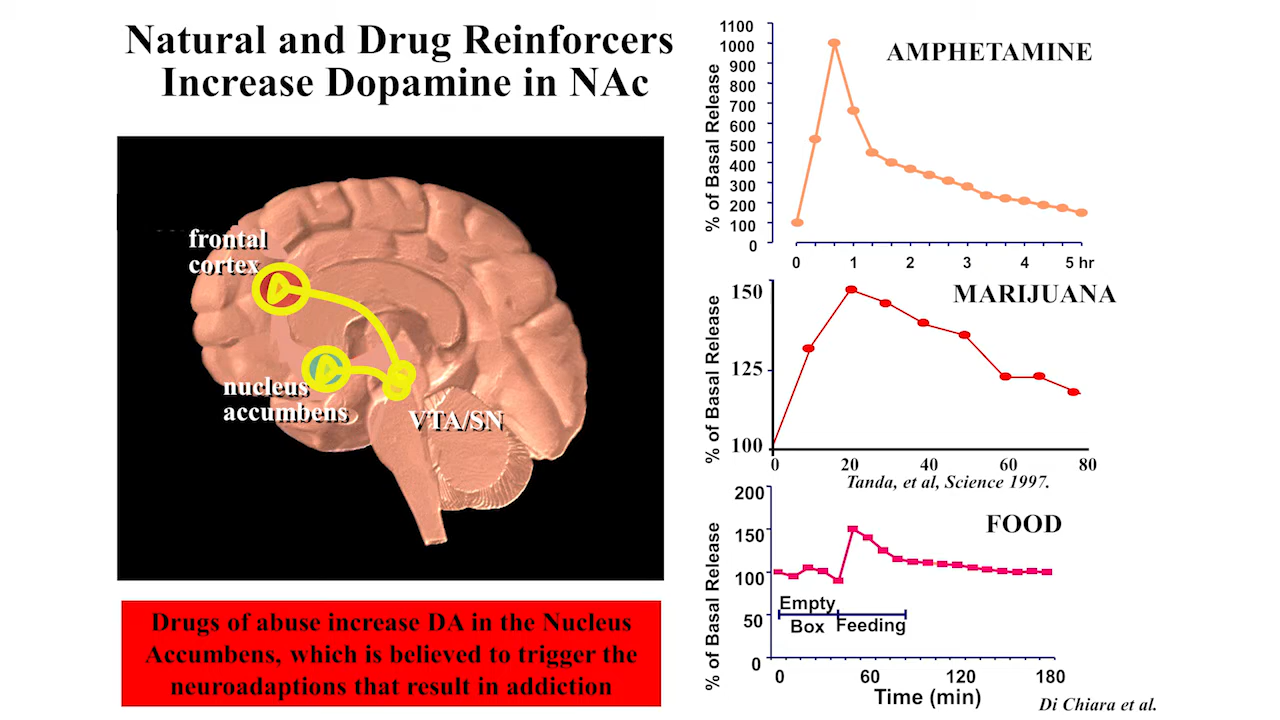 Natural and Drug Reinforcers
Increase Dopamine in NAc
frontal
cortex
nucleus
accumbens
VTA/SN
Drugs of abuse increase DA in the Nucleus
Accumbens, which is believed to trigger the
neuroadaptions that result in addiction
AMPHETAMINE
% of Basal Release
1100
1000
900
800
700
600
500
400
300
200
100
0
0 1 2 3 4 5 hr
MARIJUANA
% of Basal Release
150
125
100
0 20 40 60 80
Tanda, et al, Science 1997.
FOOD
% of Basal Release
200
150
100
50
0
Empty
Box Feeding
0 60 120 180
Time (min)
Di Chiara et al.